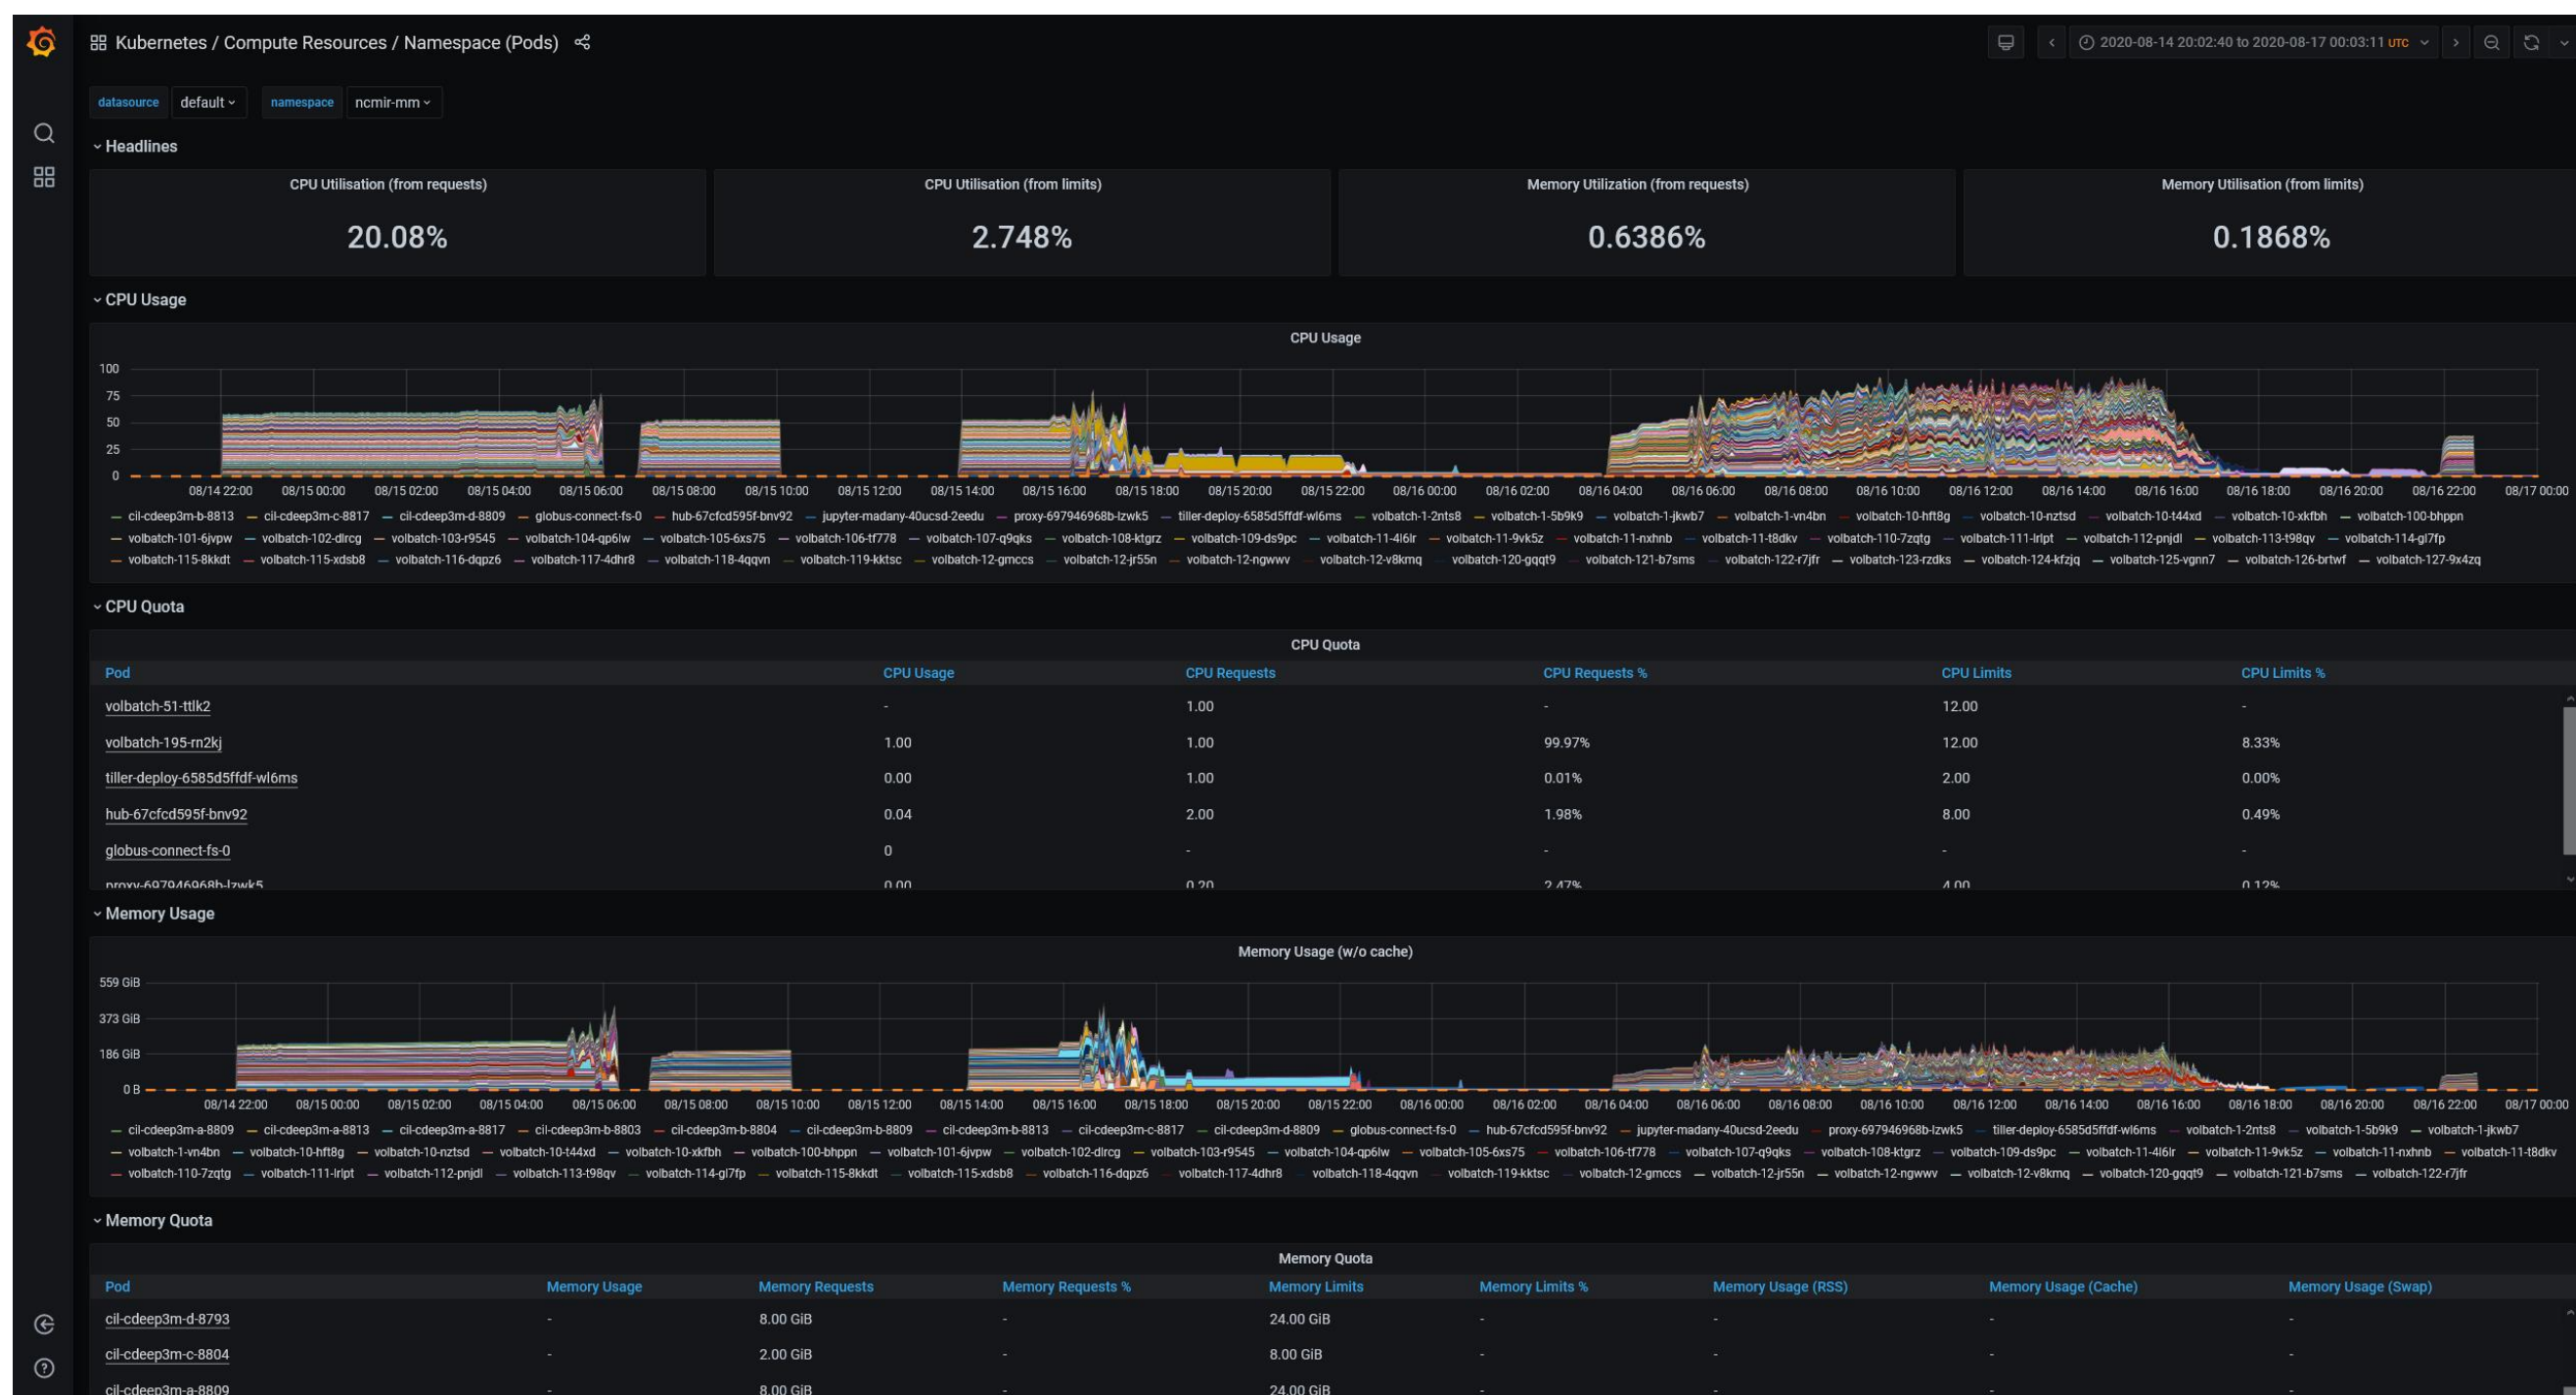 Kubernetes / Compute Resources / Namespace (Pods)
2020-08-14 20:02:40 to 2020-08-17 00:03:11 UTC
datasource default namespace ncmir-mm
Headlines
CPU Utilisation (from requests) CPU Utilisation (from limits) Memory Utilization (from requests) Memory Utilisation (from limits)
20.08% 2.748% 0.6386% 0.1868%
CPU Usage
CPU Usage
100
75
50
25
0
08/14 22:00 08/15 00:00 08/15 02:00 08/15 04:00 08/15 06:00 08/15 08:00 08/15 10:00 08/15 12:00 08/15 14:00 08/15 16:00 08/15 18:00 08/15 20:00 08/15 22:00 08/16 00:00 08/16 02:00 08/16 04:00 08/16 06:00 08/16 08:00 08/16 10:00 08/16 12:00 08/16 14:00 08/16 16:00 08/16 18:00 08/16 20:00 08/16 22:00 08/17 00:00
cil-cdeep3m-b-8813 cil-cdeep3m-c-8817 cil-cdeep3m-d-8809 globus-connect-fs-0 hub-67cfcd595f-bnv92 jupyter-madany-40ucsd-2eedu proxy-697946968b-lzwk5 tiller-deploy-6585d5ffdf-wl6ms volbatch-1-2nts8 volbatch-1-5b9k9 volbatch-1-jkwb7 volbatch-1-vn4bn volbatch-10-hft8g volbatch-10-nztsd volbatch-10-t44xd volbatch-10-xkfbh volbatch-100-bhppn
volbatch-101-6jvpw volbatch-102-dlrcg volbatch-103-r9545 volbatch-104-qp6lw volbatch-105-6xs75 volbatch-106-tf778 volbatch-107-q9qks volbatch-108-ktgrz volbatch-109-ds9pc volbatch-11-4l6lr volbatch-11-9vk5z volbatch-11-nxhnb volbatch-11-t8dkv volbatch-110-7zqtg volbatch-111-lrlpt volbatch-112-pnjdl volbatch-113-t98qv volbatch-114-gl7fp
volbatch-115-8kkdt volbatch-115-xdsb8 volbatch-116-dqpz6 volbatch-117-4dhr8 volbatch-118-4qqvn volbatch-119-kktsc volbatch-12-gmccs volbatch-12-jr55n volbatch-12-ngwwv volbatch-12-v8kmq volbatch-120-gqqt9 volbatch-121-b7sms volbatch-122-r7jfr volbatch-123-rzdks volbatch-124-kfzjq volbatch-125-vgnn7 volbatch-126-brtwf volbatch-127-9x4zq
CPU Quota
CPU Quota
Pod CPU Usage CPU Requests CPU Requests % CPU Limits CPU Limits %
volbatch-51-ttlk2 - 1.00 - 12.00 -
volbatch-195-rn2kj 1.00 1.00 99.97% 12.00 8.33%
tiller-deploy-6585d5ffdf-wl6ms 0.00 1.00 0.01% 2.00 0.00%
hub-67cfcd595f-bnv92 0.04 2.00 1.98% 8.00 0.49%
globus-connect-fs-0 0 - - - -
proxy-697946968b-lzwk5 0.00 0.20 2.47% 4.00 0.12%
Memory Usage
Memory Usage (w/o cache)
559 GiB
373 GiB
186 GiB
0 B
08/14 22:00 08/15 00:00 08/15 02:00 08/15 04:00 08/15 06:00 08/15 08:00 08/15 10:00 08/15 12:00 08/15 14:00 08/15 16:00 08/15 18:00 08/15 20:00 08/15 22:00 08/16 00:00 08/16 02:00 08/16 04:00 08/16 06:00 08/16 08:00 08/16 10:00 08/16 12:00 08/16 14:00 08/16 16:00 08/16 18:00 08/16 20:00 08/16 22:00 08/17 00:00
cil-cdeep3m-a-8809 cil-cdeep3m-a-8813 cil-cdeep3m-a-8817 cil-cdeep3m-b-8803 cil-cdeep3m-b-8804 cil-cdeep3m-b-8809 cil-cdeep3m-b-8813 cil-cdeep3m-c-8817 cil-cdeep3m-d-8809 globus-connect-fs-0 hub-67cfcd595f-bnv92 jupyter-madany-40ucsd-2eedu proxy-697946968b-lzwk5 tiller-deploy-6585d5ffdf-wl6ms volbatch-1-2nts8 volbatch-1-5b9k9 volbatch-1-jkwb7
volbatch-1-vn4bn volbatch-10-hft8g volbatch-10-nztsd volbatch-10-t44xd volbatch-10-xkfbh volbatch-100-bhppn volbatch-101-6jvpw volbatch-102-dlrcg volbatch-103-r9545 volbatch-104-qp6lw volbatch-105-6xs75 volbatch-106-tf778 volbatch-107-q9qks volbatch-108-ktgrz volbatch-109-ds9pc volbatch-11-4l6lr volbatch-11-9vk5z volbatch-11-nxhnb volbatch-11-t8dkv
volbatch-110-7zqtg volbatch-111-lrlpt volbatch-112-pnjdl volbatch-113-t98qv volbatch-114-gl7fp volbatch-115-8kkdt volbatch-115-xdsb8 volbatch-116-dqpz6 volbatch-117-4dhr8 volbatch-118-4qqvn volbatch-119-kktsc volbatch-12-gmccs volbatch-12-jr55n volbatch-12-ngwwv volbatch-12-v8kmq volbatch-120-gqqt9 volbatch-121-b7sms volbatch-122-r7jfr
Memory Quota
Memory Quota
Pod Memory Usage Memory Requests Memory Requests % Memory Limits Memory Limits % Memory Usage (RSS) Memory Usage (Cache) Memory Usage (Swap)
cil-cdeep3m-d-8793 - 8.00 GiB - 24.00 GiB - - - -
cil-cdeep3m-c-8804 - 2.00 GiB - 8.00 GiB - - - -
cil-cdeep3m-a-8809 - 8.00 GiB - 24.00 GiB - - - -